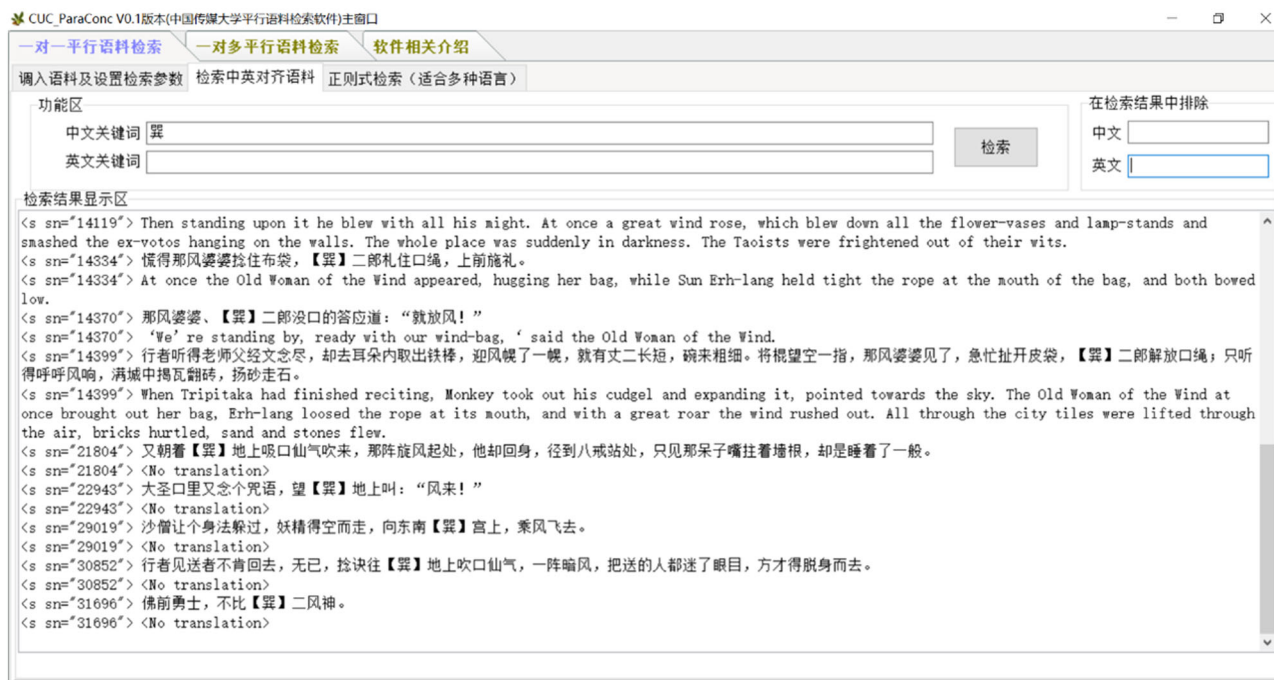 CUC_ParaConc V0.1版本(中国传媒大学平行语料检索软件)主窗口
一对一平行语料检索 一对多平行语料检索 软件相关介绍
调入语料及设置检索参数 检索中英对齐语料 正则式检索（适合多种语言）
功能区 在检索结果中排除
中文关键词 巽 检索 中文
英文关键词 英文
检索结果显示区
<s sn="14119"> Then standing upon it he blew with all his might. At once a great wind rose, which blew down all the flower-vases and lamp-stands and
smashed the ex-votos hanging on the walls. The whole place was suddenly in darkness. The Taoists were frightened out of their wits.
<s sn="14334"> 慌得那风婆婆捻住布袋，【巽】二郎札住口绳，上前施礼。
<s sn="14334"> At once the Old Woman of the Wind appeared, hugging her bag, while Sun Erh-lang held tight the rope at the mouth of the bag, and both bowed
low.
<s sn="14370"> 那风婆婆、【巽】二郎没口的答应道：“就放风！”
<s sn="14370"> ‘We’re standing by, ready with our wind-bag, ‘ said the Old Woman of the Wind.
<s sn="14399"> 行者听得老师父经文念尽，却去耳朵内取出铁棒，迎风幌了一幌，就有丈二长短，碗来粗细。将棍望空一指，那风婆婆见了，急忙扯开皮袋，【巽】二郎解放口绳；只听
得呼呼风响，满城中揭瓦翻砖，扬砂走石。
<s sn="14399"> When Tripitaka had finished reciting, Monkey took out his cudgel and expanding it, pointed towards the sky. The Old Woman of the Wind at
once brought out her bag, Erh-lang loosed the rope at its mouth, and with a great roar the wind rushed out. All through the city tiles were lifted through
the air, bricks hurtled, sand and stones flew.
<s sn="21804"> 又朝着【巽】地上吸口仙气吹来，那阵旋风起处，他却回身，径到八戒站处，只见那呆子嘴拄着墙根，却是睡着了一般。
<s sn="21804"> <No translation>
<s sn="22943"> 大圣口里又念个咒语，望【巽】地上叫：“风来！”
<s sn="22943"> <No translation>
<s sn="29019"> 沙僧让个身法躲过，妖精得空而走，向东南【巽】宫上，乘风飞去。
<s sn="29019"> <No translation>
<s sn="30852"> 行者见送者不肯回去，无已，捻诀往【巽】地上吹口仙气，一阵暗风，把送的人都迷了眼目，方才得脱身而去。
<s sn="30852"> <No translation>
<s sn="31696"> 佛前勇士，不比【巽】二风神。
<s sn="31696"> <No translation>